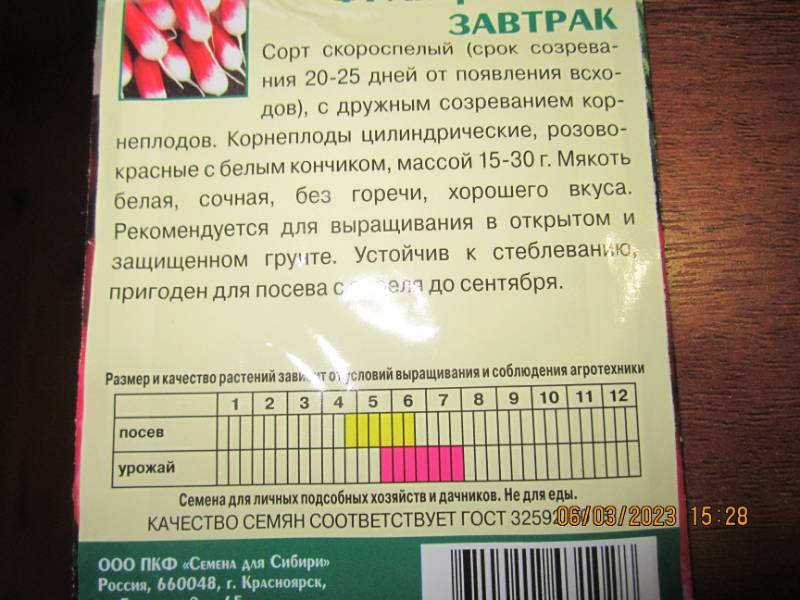 ЗАВТРАК
Сорт скороспелый (срок созрева-
ния 20-25 дней от появления всхо-
дов), с дружным созреванием кор-
неплодов. Корнеплоды цилиндрические, розово-
красные с белым кончиком, массой 15-30 г. Мякоть
белая, сочная, без горечи, хорошего вкуса.
Рекомендуется для выращивания в открытом и
защищенном грунте. Устойчив к стеблеванию,
пригоден для посева с апреля до сентября.
Размер и качество растений зависит от условий выращивания и соблюдения агротехники
1 2 3 4 5 6 7 8 9 10 11 12
посев
урожай
Семена для личных подсобных хозяйств и дачников. Не для еды.
КАЧЕСТВО СЕМЯН СООТВЕТСТВУЕТ ГОСТ
06/03/2023 15:28
ООО ПКФ «Семена для Сибири»
Россия, 660048, г. Красноярск,